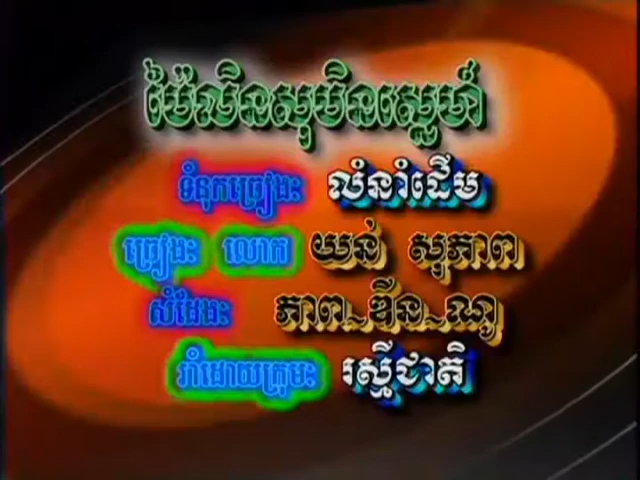 ប៉ៃលិនសុបិនស្នេហ៍
ទំនុកច្រៀងៈ លំនាំដើម
ច្រៀងៈ លោក យន់ សុភាព
សំដែងៈ ភាព-ឌីន-ណូ
រាំដោយក្រុមៈ រស្មីជាតិ